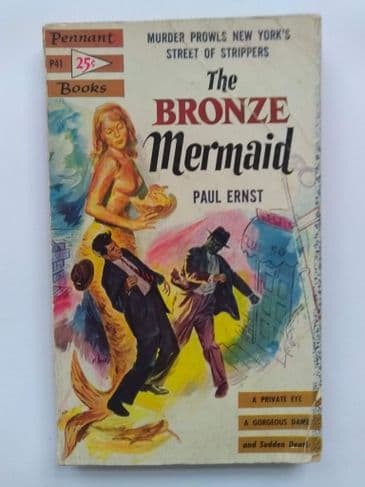 Pennant
P41 25¢
Books
MURDER PROWLS NEW YORK'S
STREET OF STRIPPERS
The
BRONZE
Mermaid
PAUL ERNST
A PRIVATE EYE
A GORGEOUS DAME
and Sudden Death